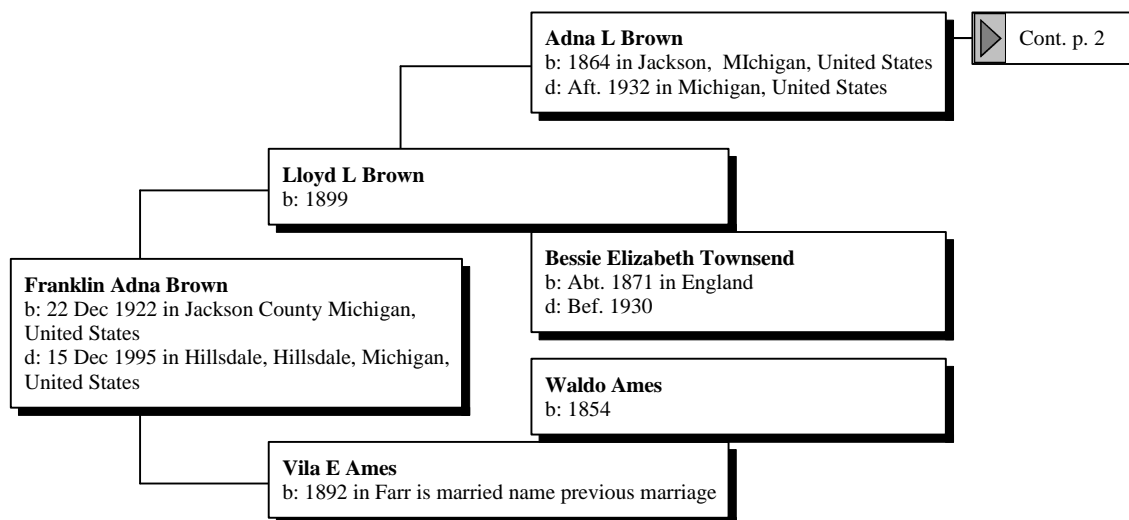 Adna L Brown
b: 1864 in Jackson, MIchigan, United States
d: Aft. 1932 in Michigan, United States
Cont. p. 2
Lloyd L Brown
b: 1899
Bessie Elizabeth Townsend
b: Abt. 1871 in England
d: Bef. 1930
Franklin Adna Brown
b: 22 Dec 1922 in Jackson County Michigan,
United States
d: 15 Dec 1995 in Hillsdale, Hillsdale, Michigan,
United States
Waldo Ames
b: 1854
Vila E Ames
b: 1892 in Farr is married name previous marriage